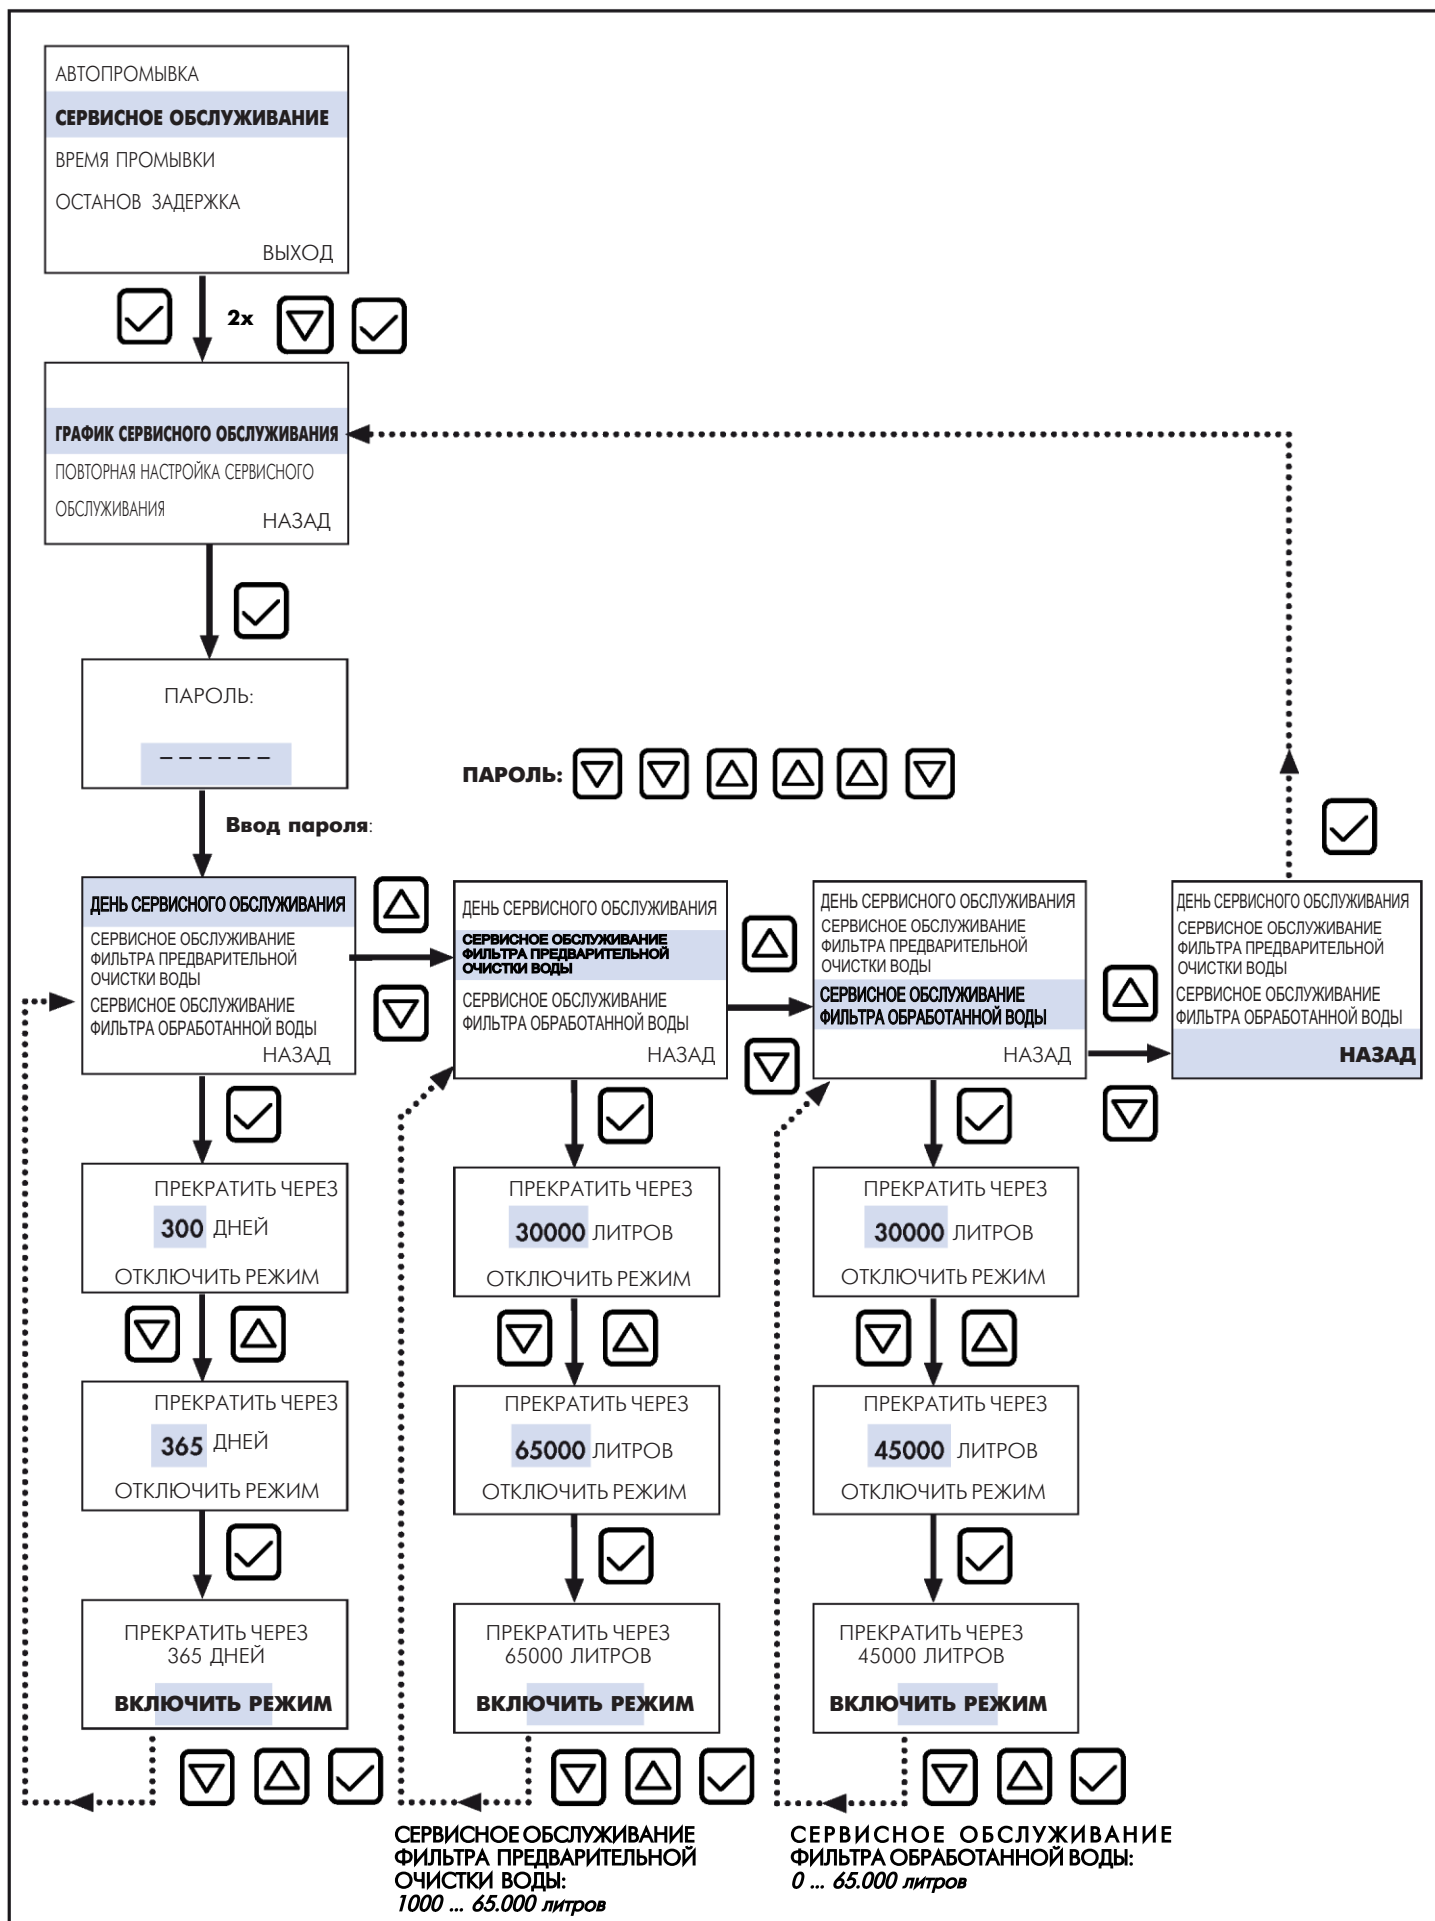 АВТОПРОМЫВКА
СЕРВИСНОЕ ОБСЛУЖИВАНИЕ
ВРЕМЯ ПРОМЫВКИ
ОСТАНОВ ЗАДЕРЖКА
ВЫХОД
2x
ГРАФИК СЕРВИСНОГО ОБСЛУЖИВАНИЯ
ПОВТОРНАЯ НАСТРОЙКА СЕРВИСНОГО
ОБСЛУЖИВАНИЯ
НАЗАД
ПАРОЛЬ:
– – – – – –
ПАРОЛЬ:
Ввод пароля:
ДЕНЬ СЕРВИСНОГО ОБСЛУЖИВАНИЯ
СЕРВИСНОЕ ОБСЛУЖИВАНИЕ
ФИЛЬТРА ПРЕДВАРИТЕЛЬНОЙ
ОЧИСТКИ ВОДЫ
СЕРВИСНОЕ ОБСЛУЖИВАНИЕ
ФИЛЬТРА ОБРАБОТАННОЙ ВОДЫ
НАЗАД
ДЕНЬ СЕРВИСНОГО ОБСЛУЖИВАНИЯ
СЕРВИСНОЕ ОБСЛУЖИВАНИЕ
ФИЛЬТРА ПРЕДВАРИТЕЛЬНОЙ
ОЧИСТКИ ВОДЫ
СЕРВИСНОЕ ОБСЛУЖИВАНИЕ
ФИЛЬТРА ОБРАБОТАННОЙ ВОДЫ
НАЗАД
ДЕНЬ СЕРВИСНОГО ОБСЛУЖИВАНИЯ
СЕРВИСНОЕ ОБСЛУЖИВАНИЕ
ФИЛЬТРА ПРЕДВАРИТЕЛЬНОЙ
ОЧИСТКИ ВОДЫ
СЕРВИСНОЕ ОБСЛУЖИВАНИЕ
ФИЛЬТРА ОБРАБОТАННОЙ ВОДЫ
НАЗАД
ДЕНЬ СЕРВИСНОГО ОБСЛУЖИВАНИЯ
СЕРВИСНОЕ ОБСЛУЖИВАНИЕ
ФИЛЬТРА ПРЕДВАРИТЕЛЬНОЙ
ОЧИСТКИ ВОДЫ
СЕРВИСНОЕ ОБСЛУЖИВАНИЕ
ФИЛЬТРА ОБРАБОТАННОЙ ВОДЫ
НАЗАД
ПРЕКРАТИТЬ ЧЕРЕЗ
300 ДНЕЙ
ОТКЛЮЧИТЬ РЕЖИМ
ПРЕКРАТИТЬ ЧЕРЕЗ
30000 ЛИТРОВ
ОТКЛЮЧИТЬ РЕЖИМ
ПРЕКРАТИТЬ ЧЕРЕЗ
30000 ЛИТРОВ
ОТКЛЮЧИТЬ РЕЖИМ
ПРЕКРАТИТЬ ЧЕРЕЗ
365 ДНЕЙ
ОТКЛЮЧИТЬ РЕЖИМ
ПРЕКРАТИТЬ ЧЕРЕЗ
65000 ЛИТРОВ
ОТКЛЮЧИТЬ РЕЖИМ
ПРЕКРАТИТЬ ЧЕРЕЗ
45000 ЛИТРОВ
ОТКЛЮЧИТЬ РЕЖИМ
ПРЕКРАТИТЬ ЧЕРЕЗ
365 ДНЕЙ
ВКЛЮЧИТЬ РЕЖИМ
ПРЕКРАТИТЬ ЧЕРЕЗ
65000 ЛИТРОВ
ВКЛЮЧИТЬ РЕЖИМ
ПРЕКРАТИТЬ ЧЕРЕЗ
45000 ЛИТРОВ
ВКЛЮЧИТЬ РЕЖИМ
СЕРВИСНОЕ ОБСЛУЖИВАНИЕ
ФИЛЬТРА ПРЕДВАРИТЕЛЬНОЙ
ОЧИСТКИ ВОДЫ:
1000 ... 65.000 литров
СЕРВИСНОЕ ОБСЛУЖИВАНИЕ
ФИЛЬТРА ОБРАБОТАННОЙ ВОДЫ:
0 ... 65.000 литров